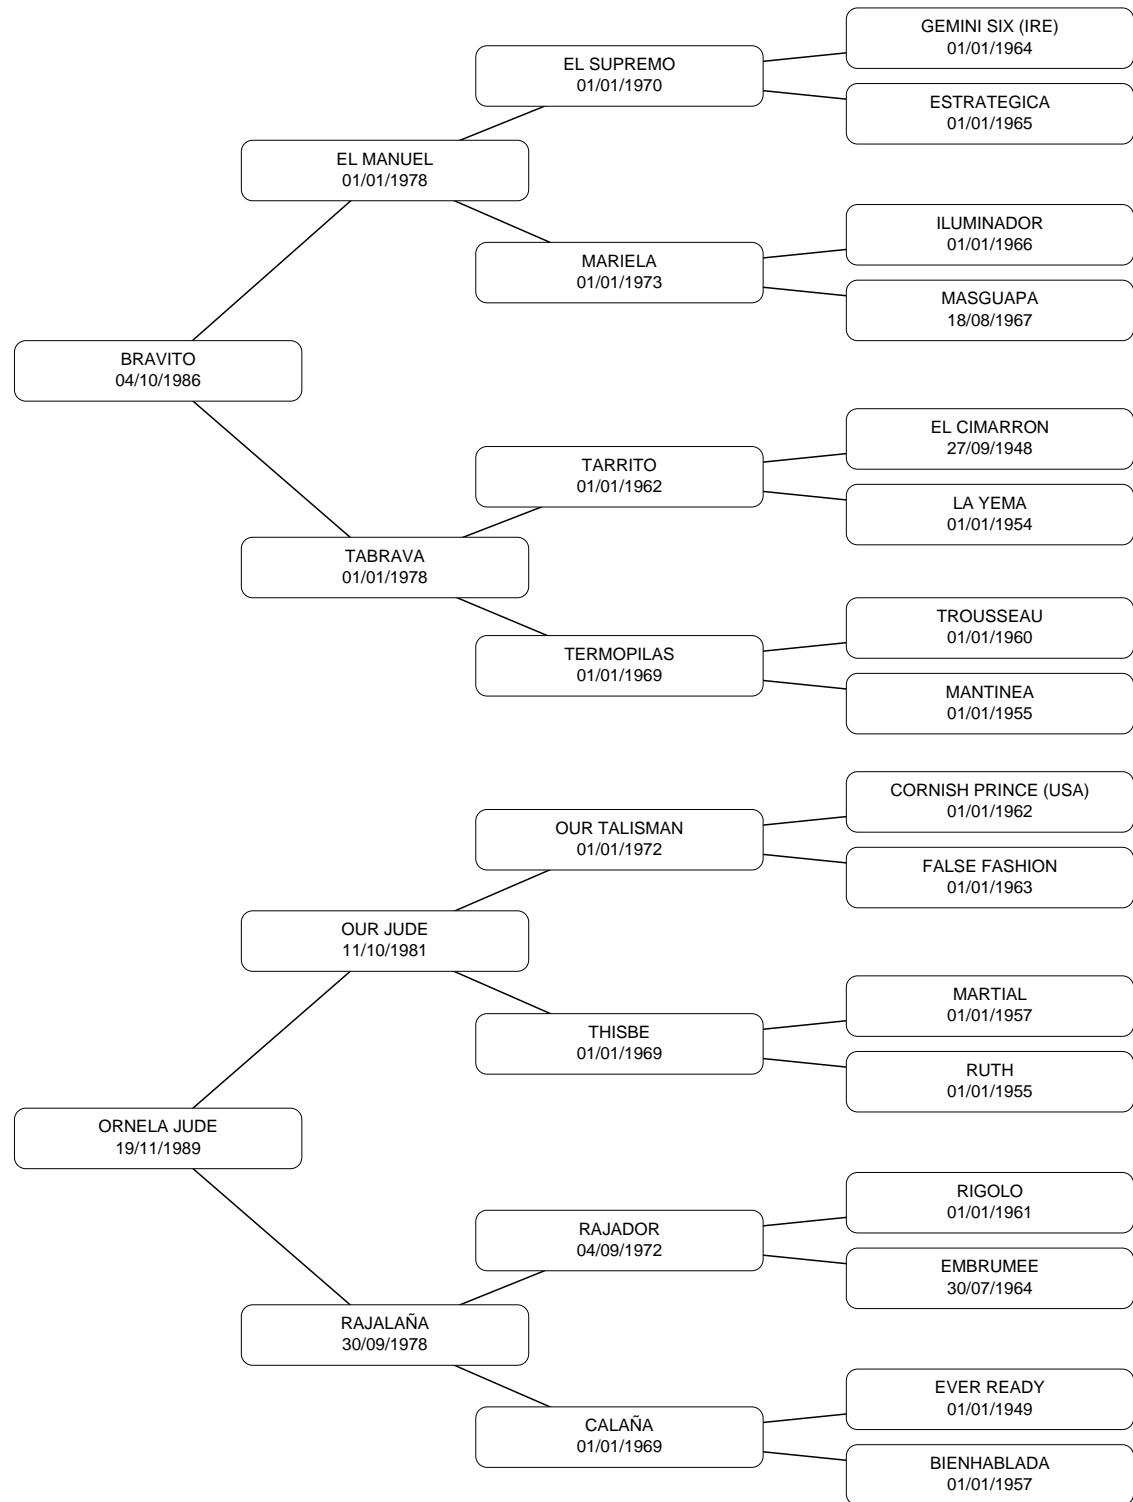 GEMINI SIX (IRE)
01/01/1964
EL SUPREMO
01/01/1970
ESTRATEGICA
01/01/1965
EL MANUEL
01/01/1978
ILUMINADOR
01/01/1966
MARIELA
01/01/1973
MASGUAPA
18/08/1967
BRAVITO
04/10/1986
EL CIMARRON
27/09/1948
TARRITO
01/01/1962
LA YEMA
01/01/1954
TABRAVA
01/01/1978
TROUSSEAU
01/01/1960
TERMOPILAS
01/01/1969
MANTINEA
01/01/1955
CORNISH PRINCE (USA)
01/01/1962
OUR TALISMAN
01/01/1972
FALSE FASHION
01/01/1963
OUR JUDE
11/10/1981
MARTIAL
01/01/1957
THISBE
01/01/1969
RUTH
01/01/1955
ORNELA JUDE
19/11/1989
RIGOLO
01/01/1961
RAJADOR
04/09/1972
EMBRUMEE
30/07/1964
RAJALAÑA
30/09/1978
EVER READY
01/01/1949
CALAÑA
01/01/1969
BIENHABLADA
01/01/1957